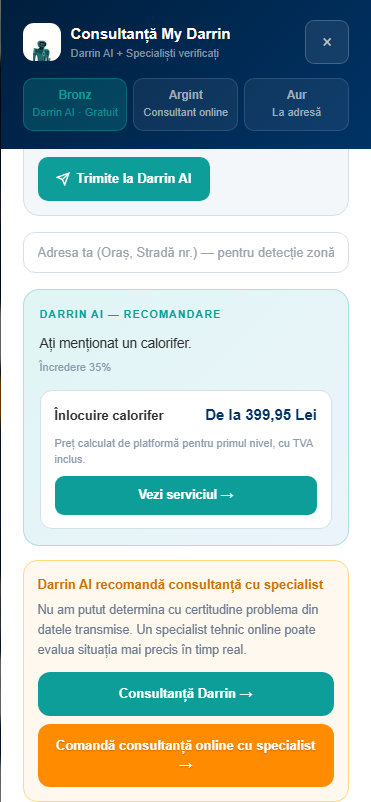 Consultanță My Darrin
Darrin AI + Specialiști verificați
×
Bronz
Darrin AI · Gratuit
Argint
Consultant online
Aur
La adresă
Trimite la Darrin AI
Adresa ta (Oraș, Stradă nr.) — pentru detecție zonă
DARRIN AI — RECOMANDARE
Ați menționat un calorifer.
Încredere 35%
Înlocuire calorifer
De la 399,95 Lei
Preț calculat de platformă pentru primul nivel, cu TVA
inclus.
Vezi serviciul →
Darrin AI recomandă consultanță cu specialist
Nu am putut determina cu certitudine problema din
datele transmise. Un specialist tehnic online poate
evalua situația mai precis în timp real.
Consultanță Darrin →
Comandă consultanță online cu specialist
→